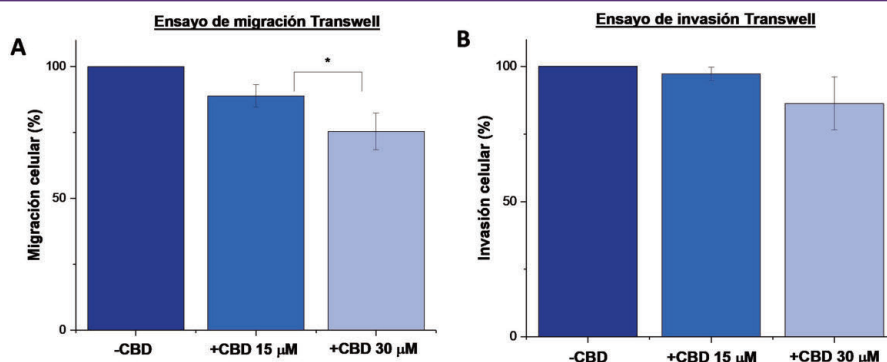 Ensayo de migración Transwell
A
*
100
50
0
Migración celular (%)
-CBD
+CBD 15 μM
+CBD 30 μM
Ensayo de invasión Transwell
B
100
50
0
Invasión celular (%)
-CBD
+CBD 15 μM
+CBD 30 μM